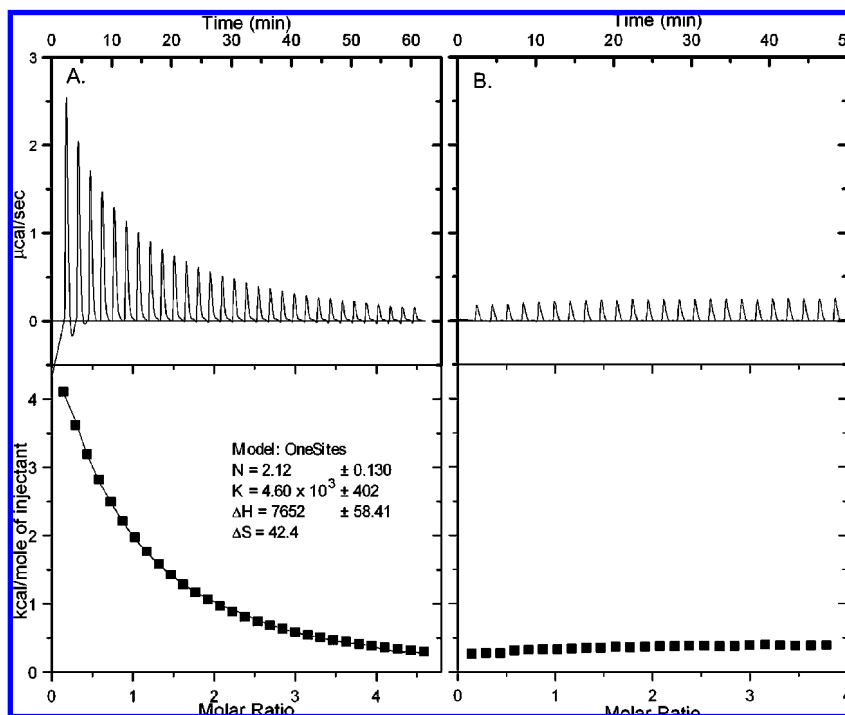 Time (min)
0 10 20 30 40 50 60
A.
3
2
1
0
µcal/sec
Time (min)
0 10 20 30 40 50
B.
4
3
2
1
0
kcal/mole of injectant
Model: OneSites
N = 2.12 ± 0.130
K = 4.60 x 10³ ± 402
ΔH = 7652 ± 58.41
ΔS = 42.4
0 1 2 3 4
Molar Ratio
0 1 2 3 4
Molar Ratio